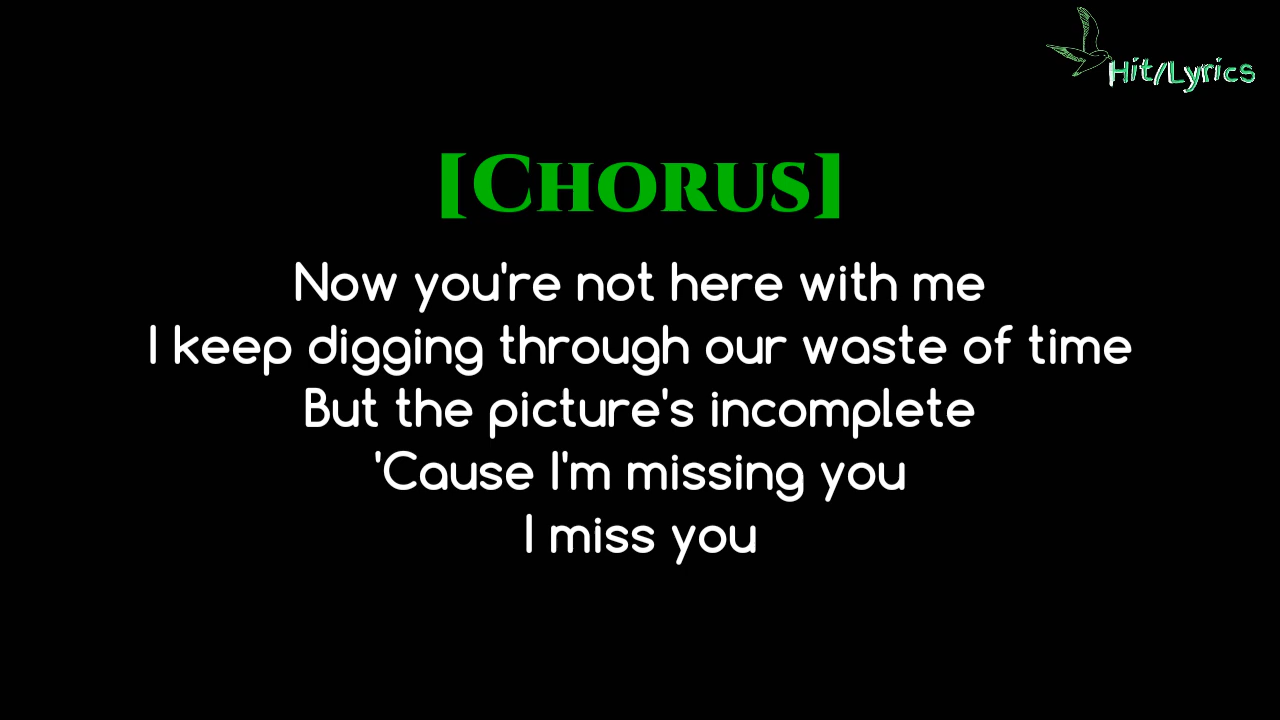 Hit/Lyrics
[Chorus]
Now you're not here with me
I keep digging through our waste of time
But the picture's incomplete
'Cause I'm missing you
I miss you